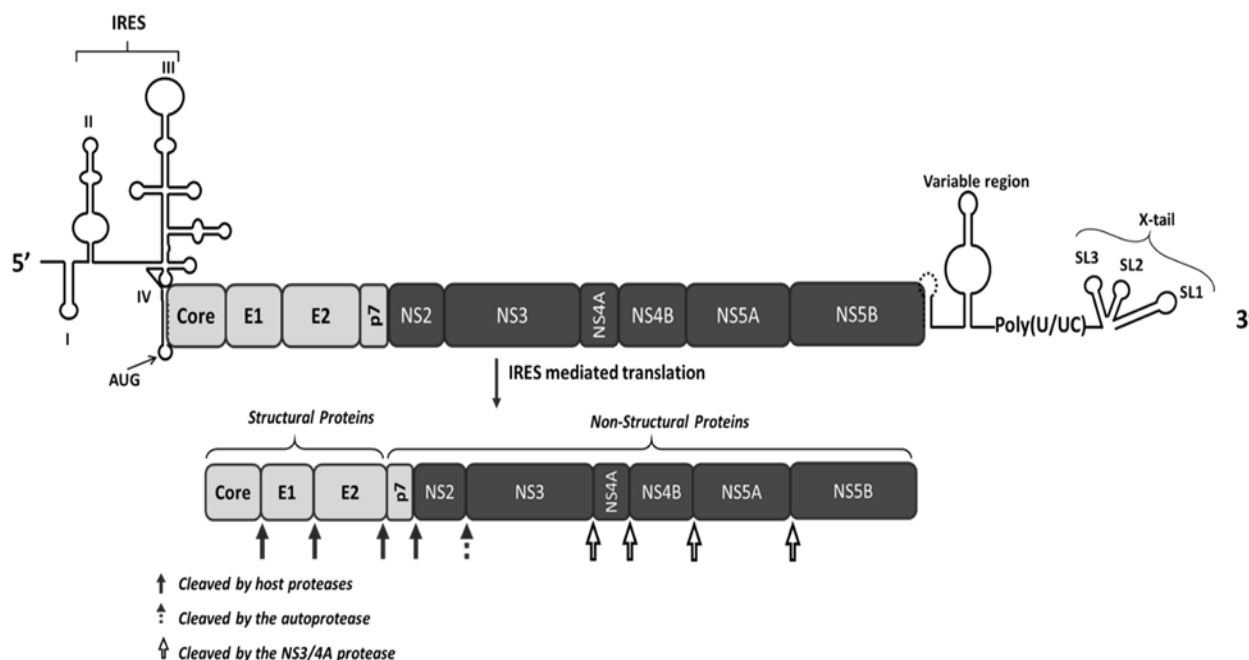 IRES
III
II
Variable region
X-tail
5’
SL3
SL2
SL1
IV
Core E1 E2 p7 NS2 NS3 NS4A NS4B NS5A NS5B
Poly(U/UC)
3’
I
AUG
IRES mediated translation
Structural Proteins
Non-Structural Proteins
Core E1 E2 p7 NS2 NS3 NS4A NS4B NS5A NS5B
Cleaved by host proteases
Cleaved by the autoprotease
Cleaved by the NS3/4A protease